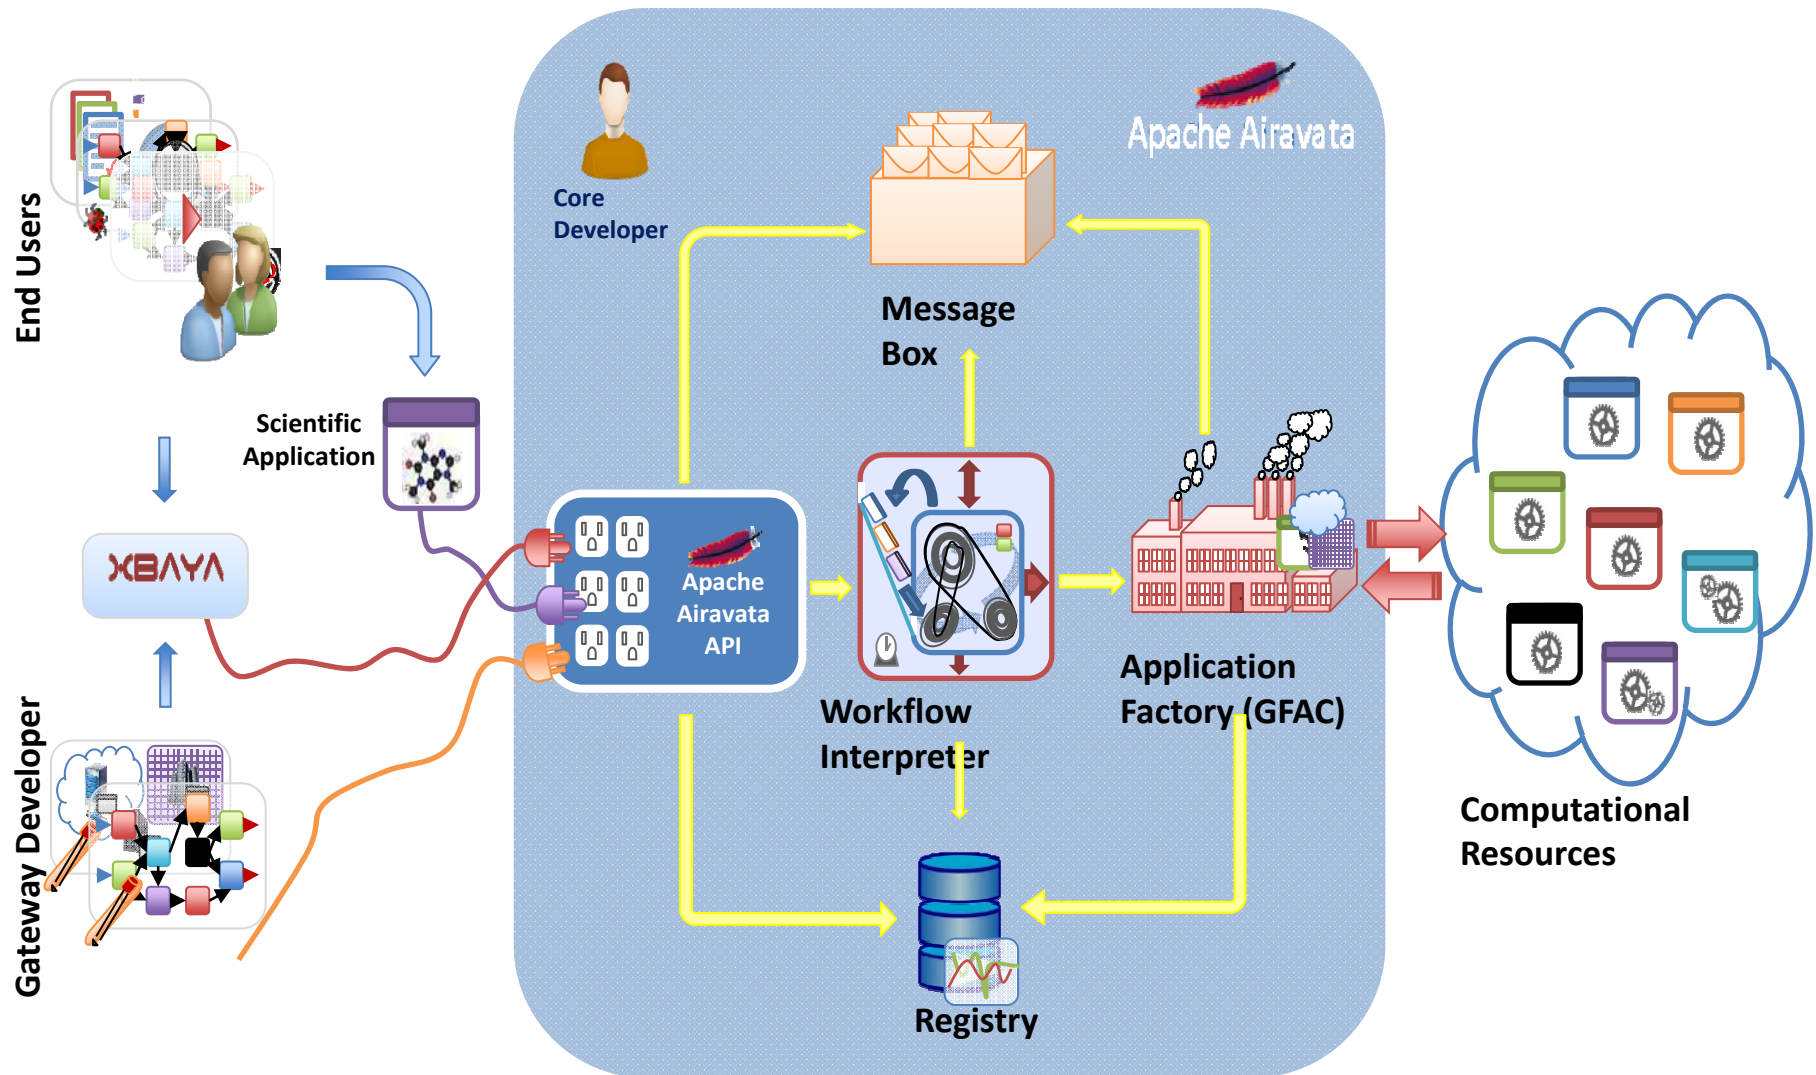 End Users
Core
Developer
Apache Airavata
Message
Box
Scientific
Application
XBAYA
Apache
Airavata
API
Workflow
Interpreter
Application
Factory (GFAC)
Computational
Resources
Gateway Developer
Registry